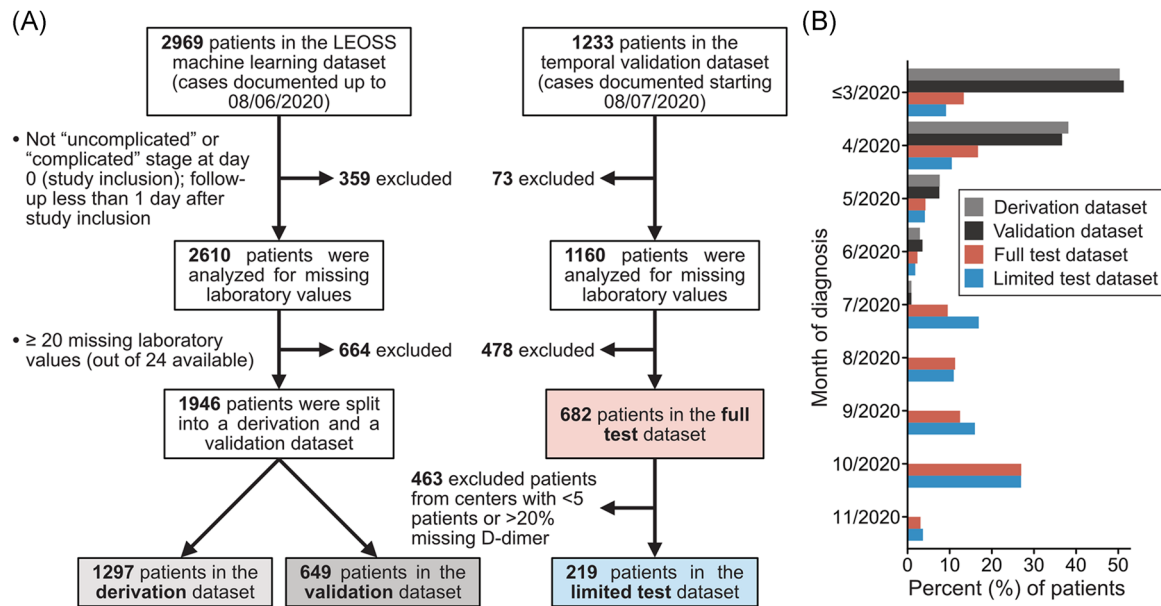 (A)
2969 patients in the LEOSS
machine learning dataset
(cases documented up to
08/06/2020)
1233 patients in the
temporal validation dataset
(cases documented starting
08/07/2020)
• Not “uncomplicated” or
“complicated” stage at day
0 (study inclusion); follow-
up less than 1 day after
study inclusion
359 excluded
73 excluded
2610 patients were
analyzed for missing
laboratory values
1160 patients were
analyzed for missing
laboratory values
• ≥ 20 missing laboratory
values (out of 24 available)
664 excluded
478 excluded
1946 patients were split
into a derivation and a
validation dataset
682 patients in the full
test dataset
463 excluded patients
from centers with <5
patients or >20%
missing D-dimer
1297 patients in the
derivation dataset
649 patients in the
validation dataset
219 patients in the
limited test dataset
(B)
Month of diagnosis
≤3/2020
4/2020
5/2020
6/2020
7/2020
8/2020
9/2020
10/2020
11/2020
Derivation dataset
Validation dataset
Full test dataset
Limited test dataset
0 10 20 30 40 50
Percent (%) of patients